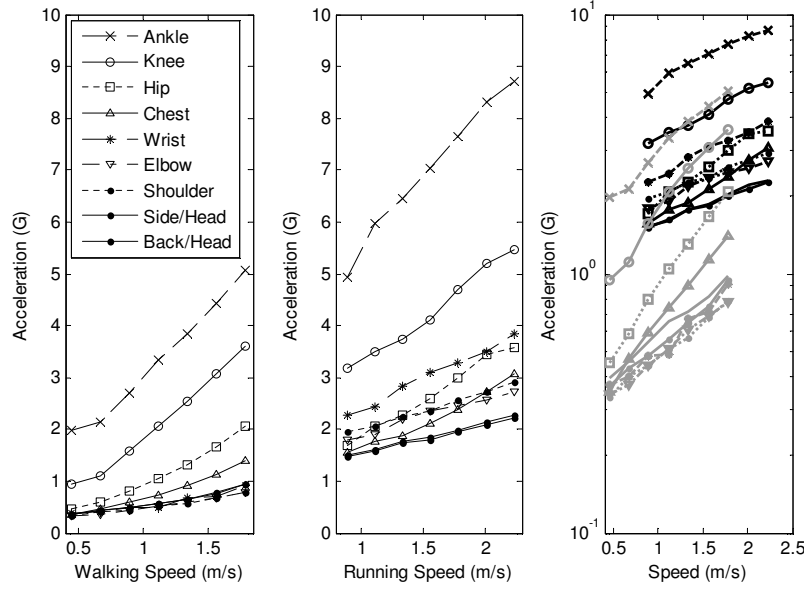 10
9
8
7
6
5
4
3
2
1
0
Acceleration (G)
Ankle
Knee
Hip
Chest
Wrist
Elbow
Shoulder
Side/Head
Back/Head
0.5 1 1.5
Walking Speed (m/s)
10
9
8
7
6
5
4
3
2
1
0
Acceleration (G)
1 1.5 2
Running Speed (m/s)
10^1
10^0
10^-1
Acceleration (G)
0.5 1 1.5 2 2.5
Speed (m/s)